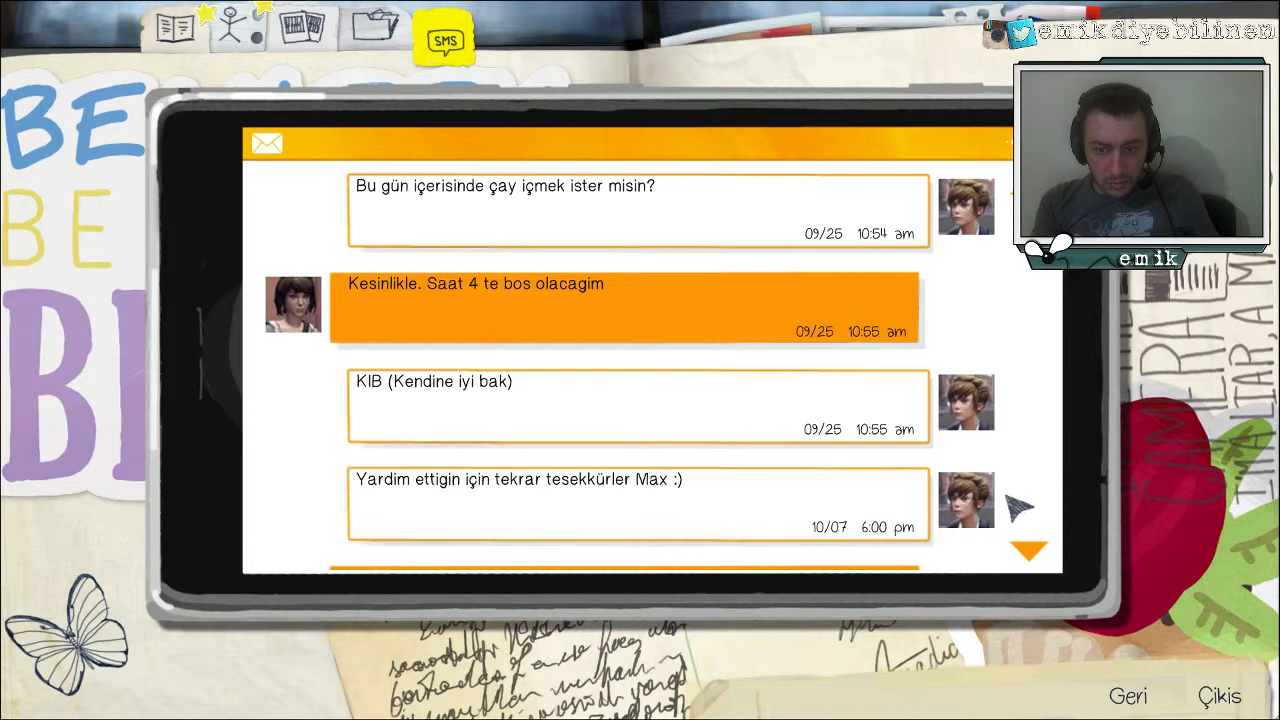 SMS
emikdiyebilinen
BE
BE
Bu gün içerisinde çay içmek ister misin?
09/25 10:54 am
Kesinlikle. Saat 4 te bos olacagim
09/25 10:55 am
KIB (Kendine iyi bak)
09/25 10:55 am
Yardim ettigin için tekrar tesekkürler Max :)
10/07 6:00 pm
emik
CAMERA
Geri
Çikis